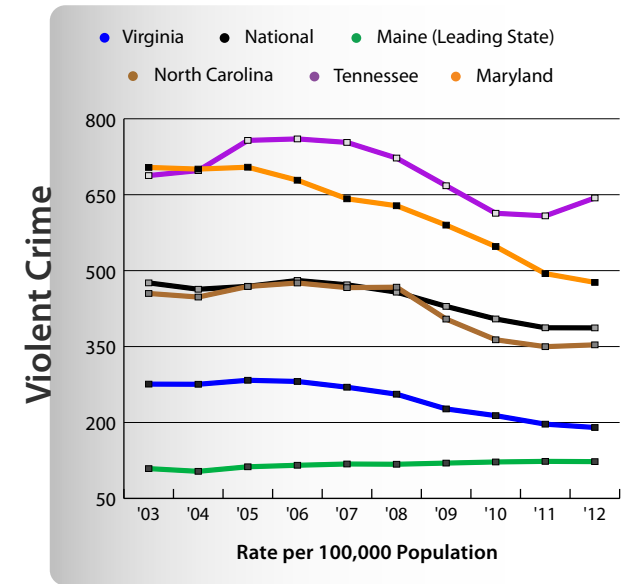 Virginia National Maine (Leading State)
North Carolina Tennessee Maryland
Violent Crime
800
650
500
350
200
50
'03 '04 '05 '06 '07 '08 '09 '10 '11 '12
Rate per 100,000 Population